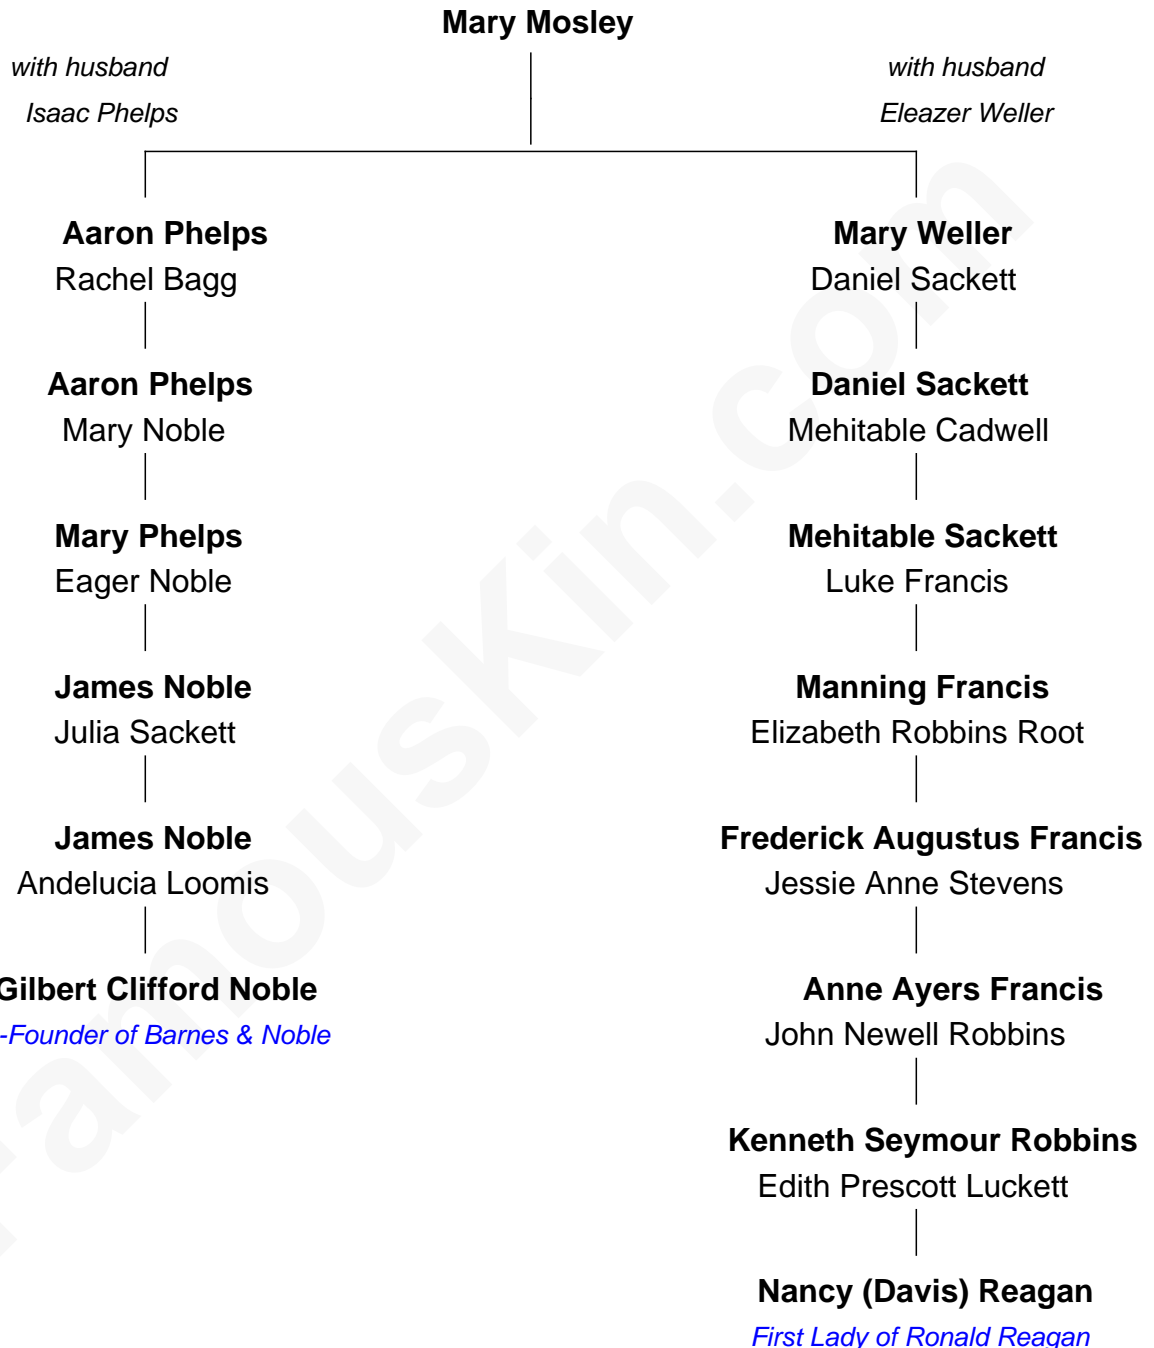 Mary Mosley
with husband
Isaac Phelps
with husband
Eleazer Weller
Aaron Phelps
Rachel Bagg
Aaron Phelps
Mary Noble
Mary Phelps
Eager Noble
James Noble
Julia Sackett
James Noble
Andelucia Loomis
Gilbert Clifford Noble
-Founder of Barnes & Noble
Mary Weller
Daniel Sackett
Daniel Sackett
Mehitable Cadwell
Mehitable Sackett
Luke Francis
Manning Francis
Elizabeth Robbins Root
Frederick Augustus Francis
Jessie Anne Stevens
Anne Ayers Francis
John Newell Robbins
Kenneth Seymour Robbins
Edith Prescott Luckett
Nancy (Davis) Reagan
First Lady of Ronald Reagan
FamousKin.com